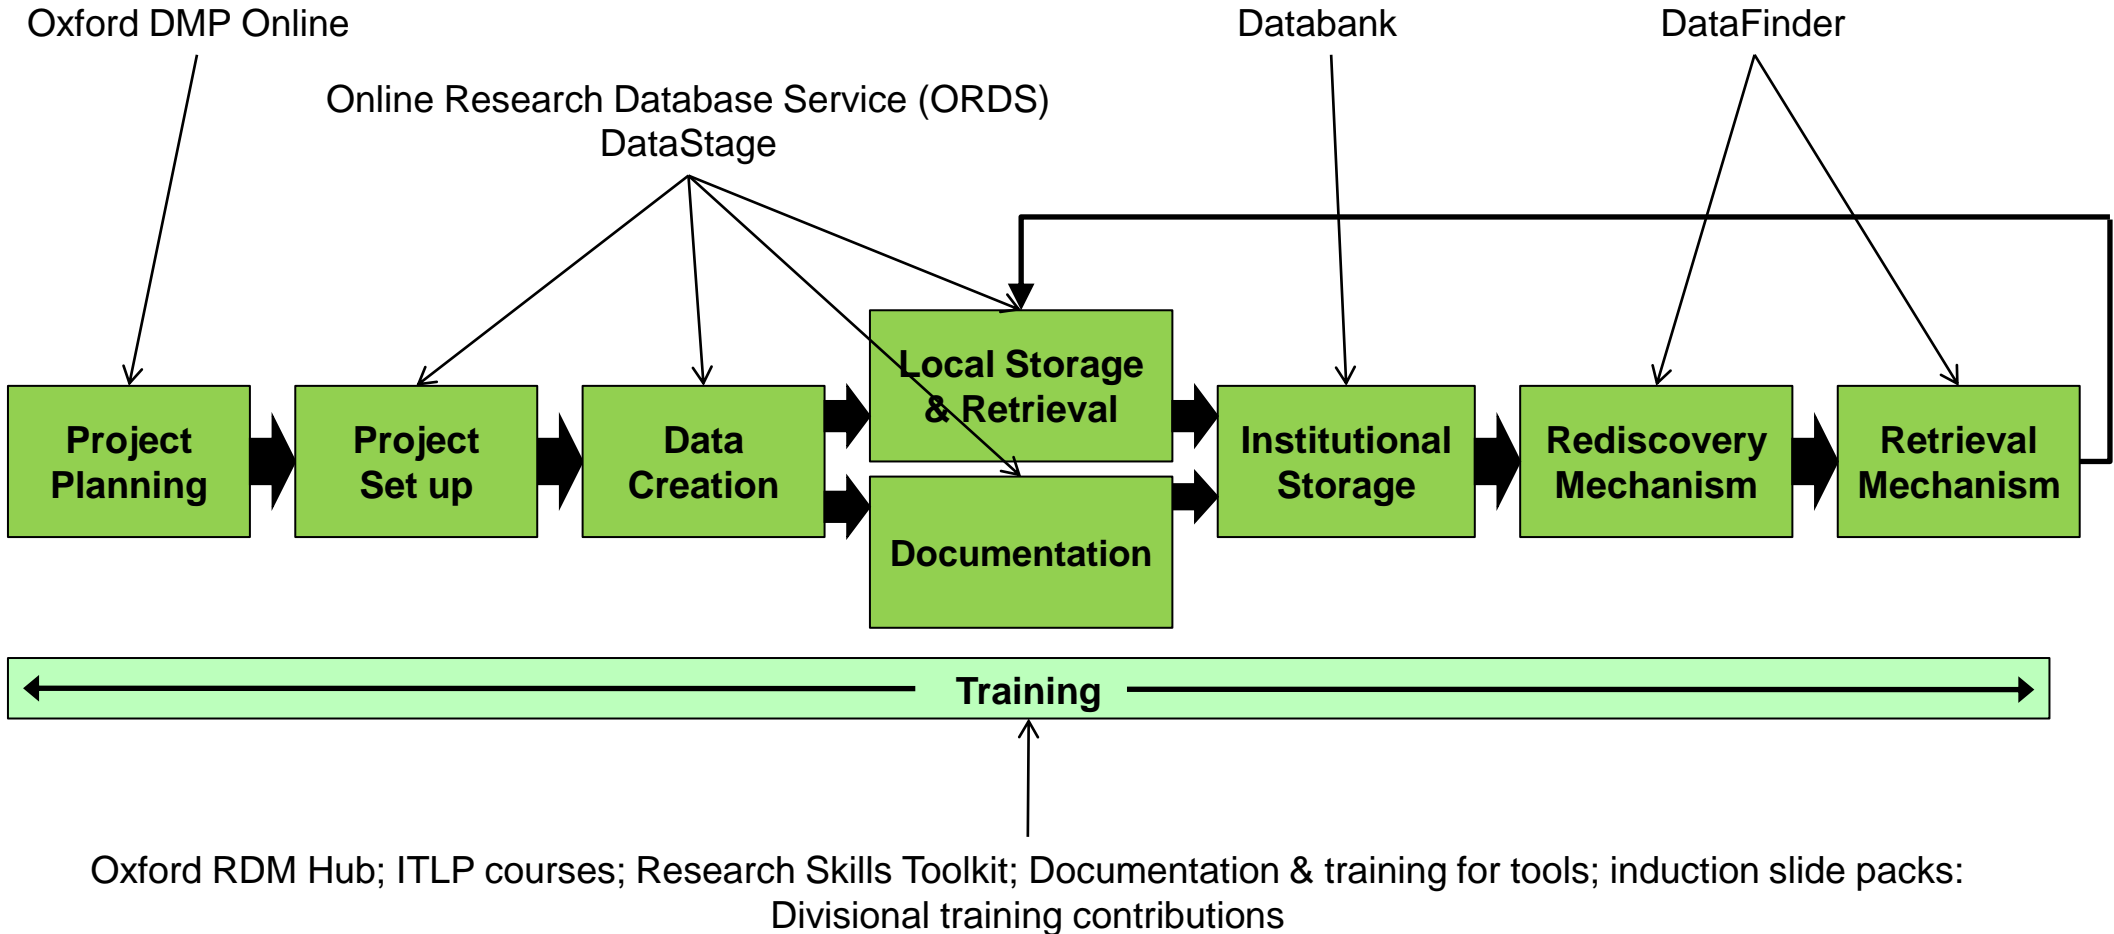 Oxford DMP Online
Databank
DataFinder
Online Research Database Service (ORDS)
DataStage
Project
Planning
Project
Set up
Data
Creation
Local Storage
& Retrieval
Documentation
Institutional
Storage
Rediscovery
Mechanism
Retrieval
Mechanism
Training
Oxford RDM Hub; ITLP courses; Research Skills Toolkit; Documentation & training for tools; induction slide packs:
Divisional training contributions